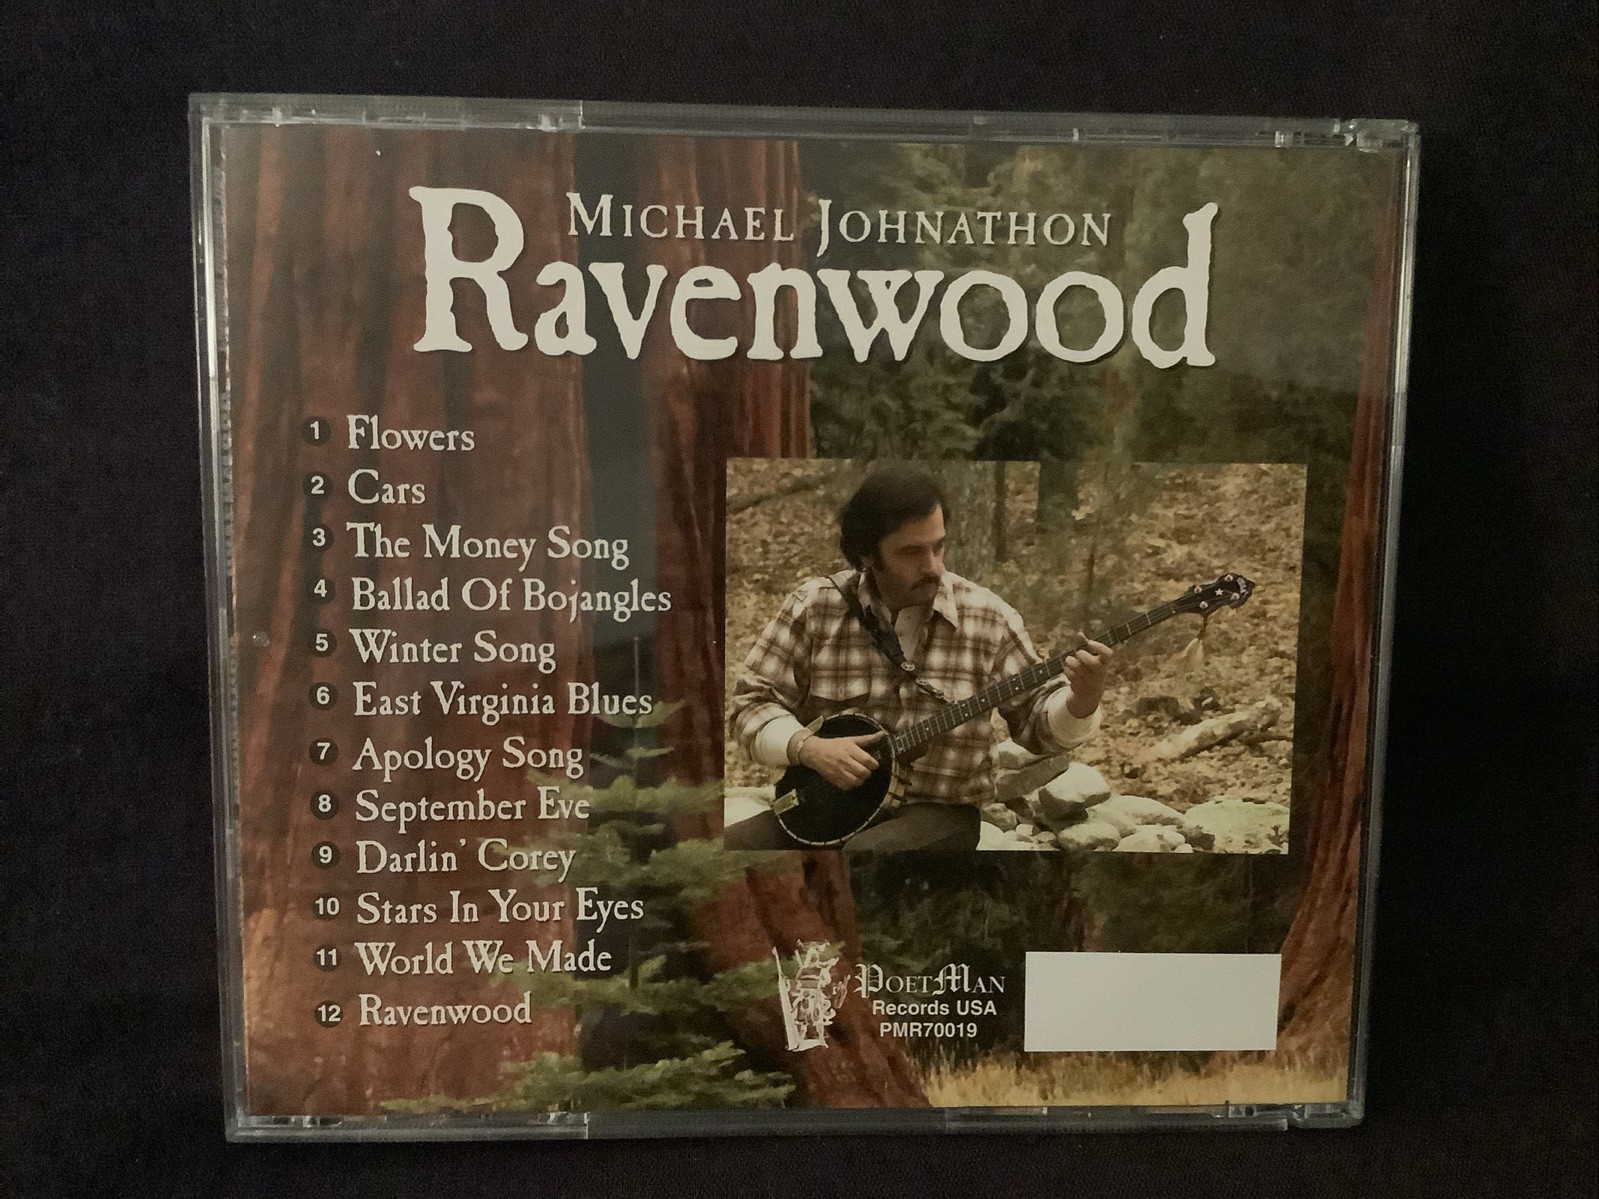 Michael Johnathon
Ravenwood
1 Flowers
2 Cars
3 The Money Song
4 Ballad Of Bojangles
5 Winter Song
6 East Virginia Blues
7 Apology Song
8 September Eve
9 Darlin' Corey
10 Stars In Your Eyes
11 World We Made
12 Ravenwood
PoetMan
Records USA
PMR70019